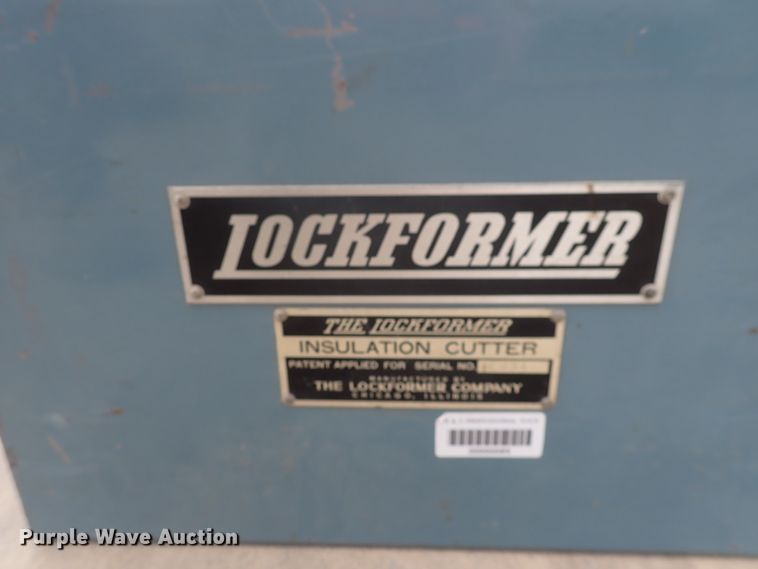 LOCKFORMER
THE LOCKFORMER
INSULATION CUTTER
PATENT APPLIED FOR SERIAL NO.
MANUFACTURED BY
THE LOCKFORMER COMPANY
CHICAGO, ILLINOIS
Purple Wave Auction